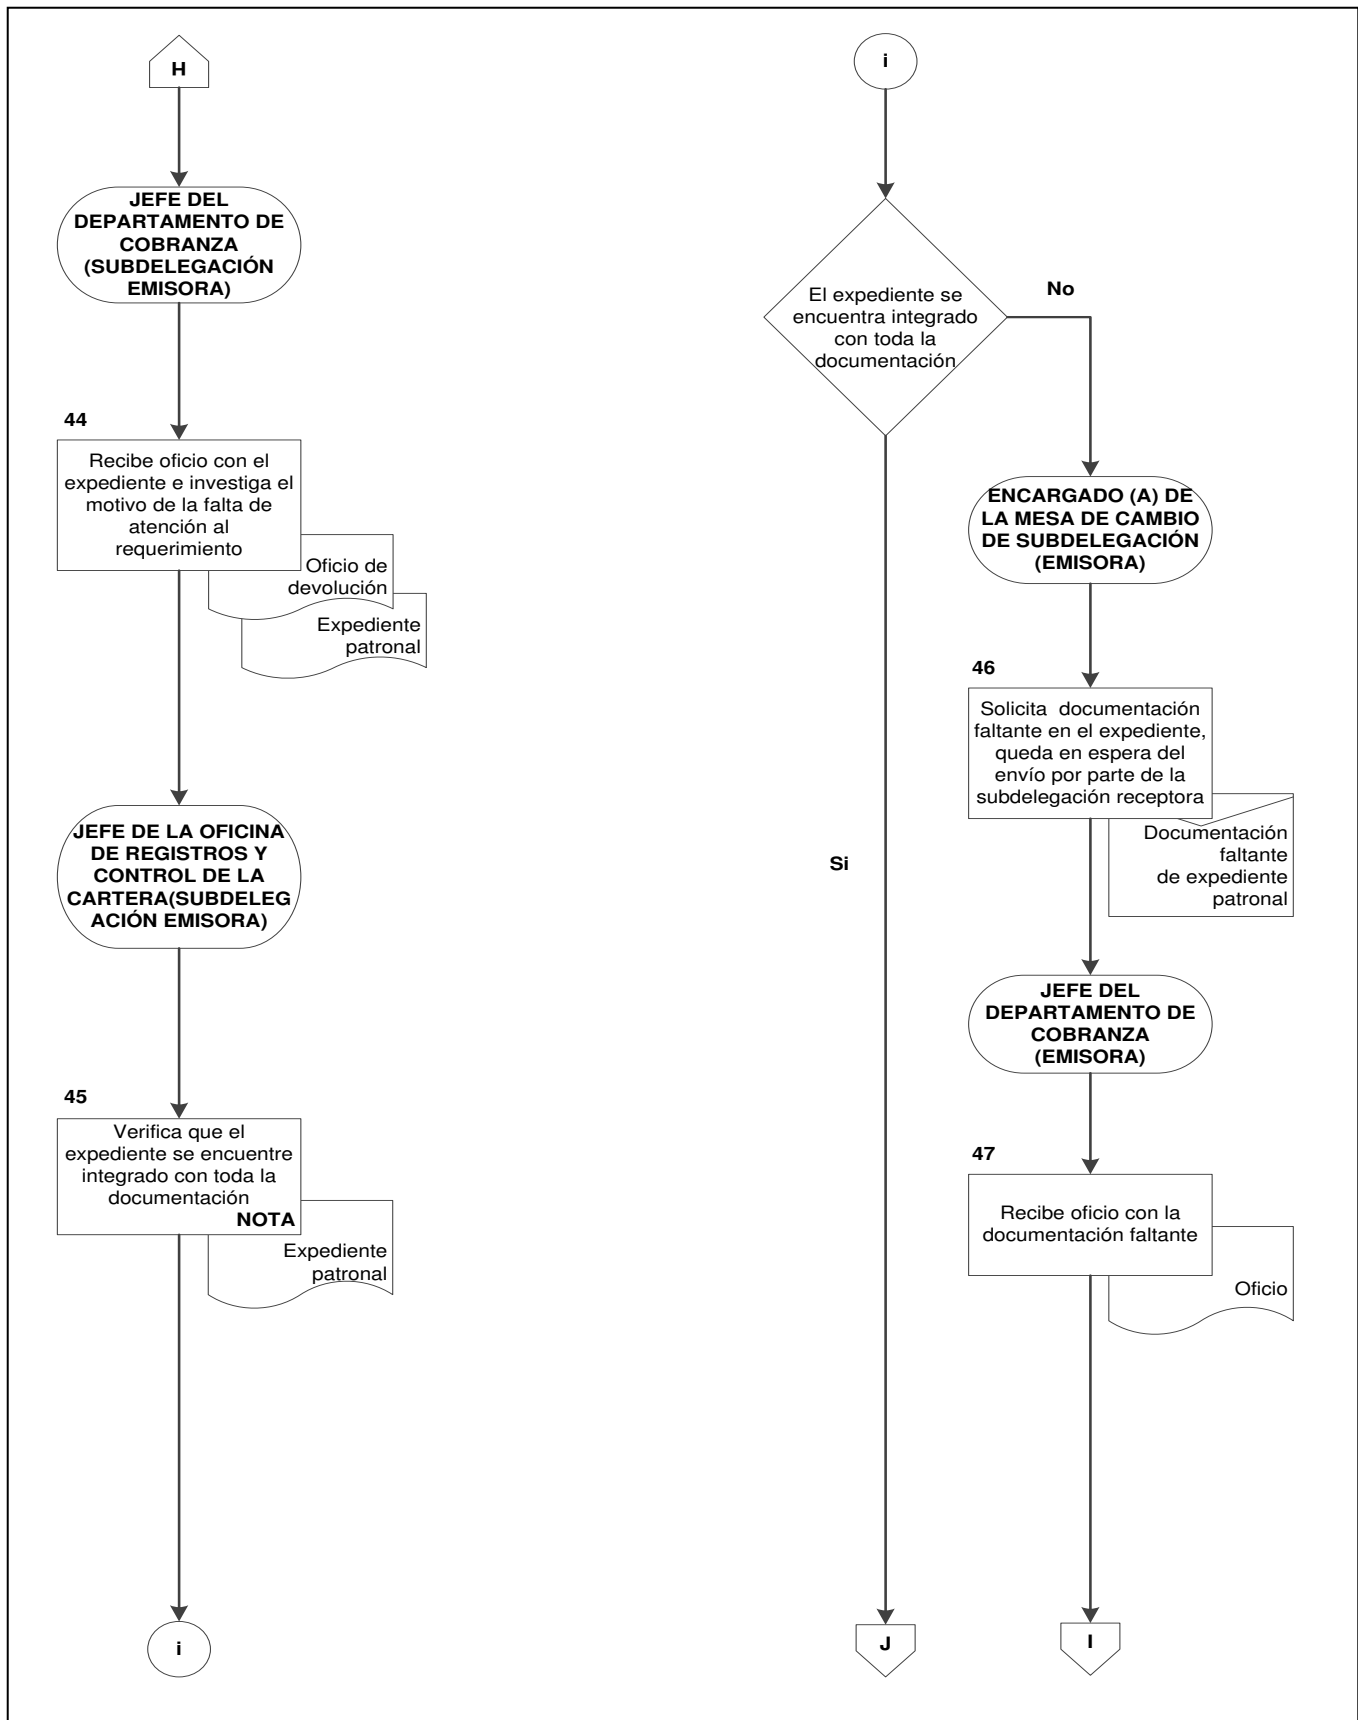 H
JEFE DEL
DEPARTAMENTO DE
COBRANZA
(SUBDELEGACIÓN
EMISORA)
44
Recibe oficio con el
expediente e investiga el
motivo de la falta de
atención al
requerimiento
Oficio de
devolución
Expediente
patronal
JEFE DE LA OFICINA
DE REGISTROS Y
CONTROL DE LA
CARTERA(SUBDELEG
ACIÓN EMISORA)
45
Verifica que el
expediente se encuentre
integrado con toda la
documentación
NOTA
Expediente
patronal
i
i
El expediente se
encuentra integrado
con toda la
documentación
No
Si
ENCARGADO (A) DE
LA MESA DE CAMBIO
DE SUBDELEGACIÓN
(EMISORA)
46
Solicita documentación
faltante en el expediente,
queda en espera del
envío por parte de la
subdelegación receptora
Documentación
faltante
de expediente
patronal
JEFE DEL
DEPARTAMENTO DE
COBRANZA
(EMISORA)
47
Recibe oficio con la
documentación faltante
Oficio
J
I